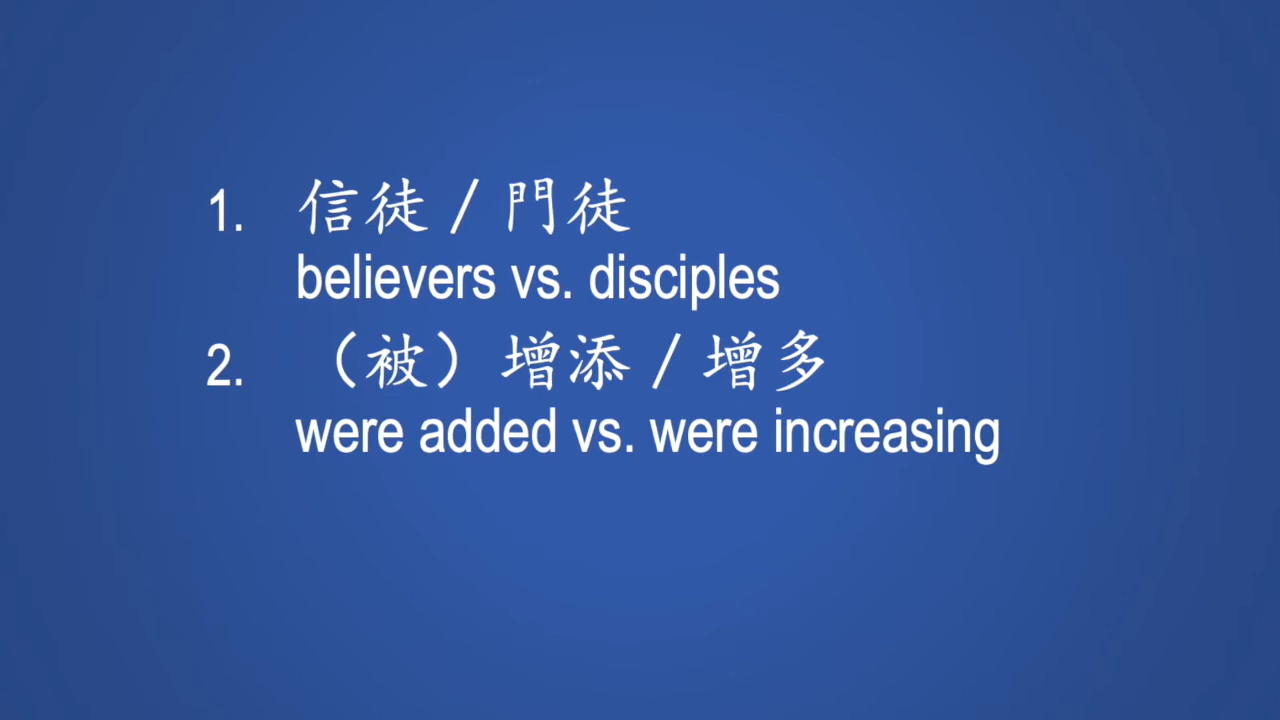 1. 信徒 / 門徒
believers vs. disciples
2. （被）增添 / 增多
were added vs. were increasing